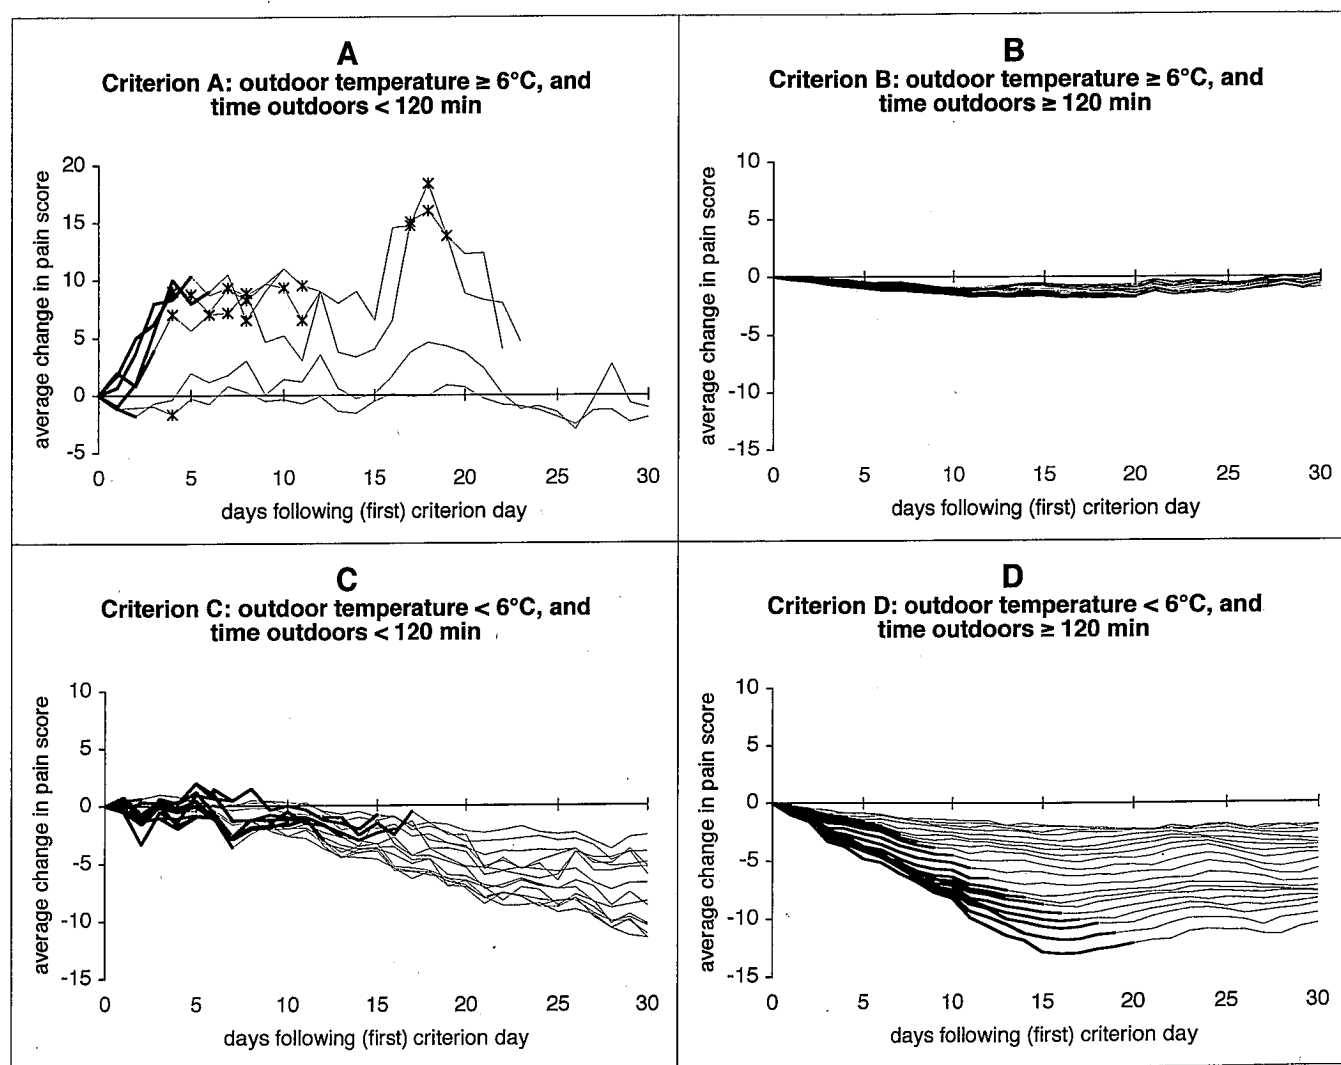 A
Criterion A: outdoor temperature ≥ 6°C, and
time outdoors < 120 min
average change in pain score
20
15
10
5
0
-5
0 5 10 15 20 25 30
days following (first) criterion day
B
Criterion B: outdoor temperature ≥ 6°C, and
time outdoors ≥ 120 min
average change in pain score
10
5
0
-5
-10
-15
0 5 10 15 20 25 30
days following (first) criterion day
C
Criterion C: outdoor temperature < 6°C, and
time outdoors < 120 min
average change in pain score
10
5
0
-5
-10
-15
0 5 10 15 20 25 30
days following (first) criterion day
D
Criterion D: outdoor temperature < 6°C, and
time outdoors ≥ 120 min
average change in pain score
10
5
0
-5
-10
-15
0 5 10 15 20 25 30
days following (first) criterion day